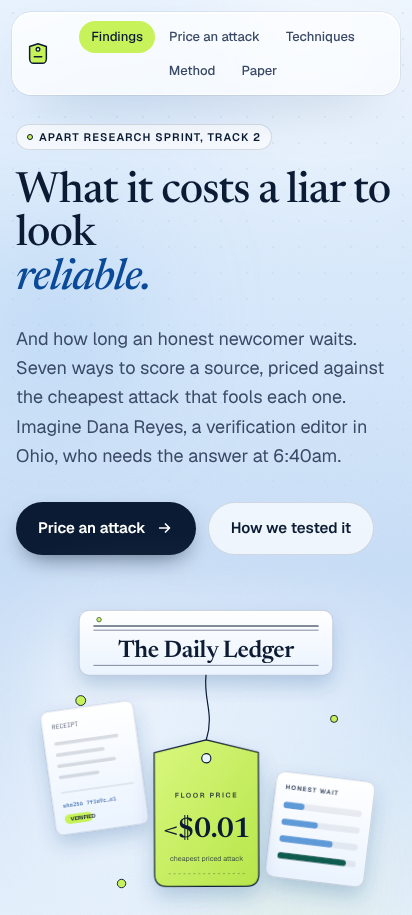 Findings
Price an attack
Techniques
Method
Paper
APART RESEARCH SPRINT, TRACK 2
What it costs a liar to
look
reliable.
And how long an honest newcomer waits.
Seven ways to score a source, priced against
the cheapest attack that fools each one.
Imagine Dana Reyes, a verification editor in
Ohio, who needs the answer at 6:40am.
Price an attack →
How we tested it
The Daily Ledger
RECEIPT
VERIFIED
FLOOR PRICE
<$0.01
cheapest priced attack
HONEST WAIT